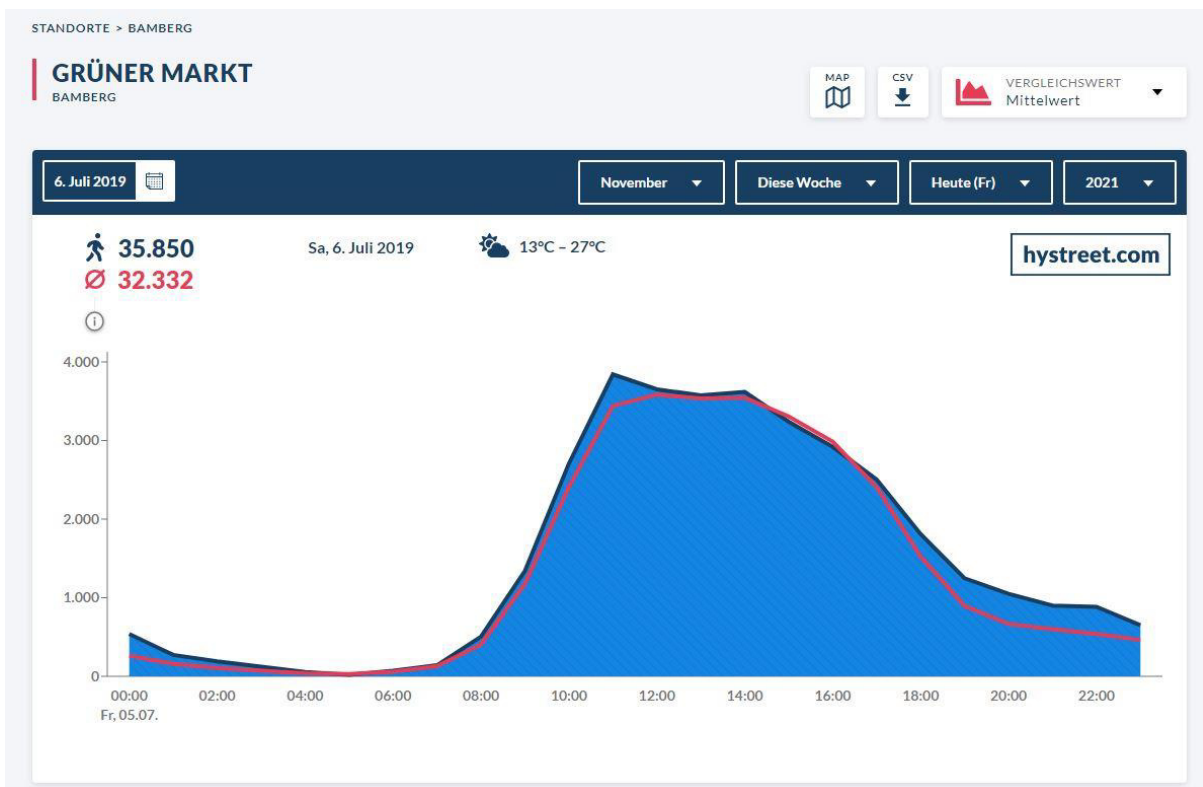 STANDORTE > BAMBERG
GRÜNER MARKT
BAMBERG
MAP
CSV
VERGLEICHSWERT
Mittelwert
6. Juli 2019
November
Diese Woche
Heute (Fr)
2021
35.850
Sa, 6. Juli 2019
13°C – 27°C
hystreet.com
Ø 32.332
i
4.000
3.000
2.000
1.000
0
00:00 02:00 04:00 06:00 08:00 10:00 12:00 14:00 16:00 18:00 20:00 22:00
Fr, 05.07.